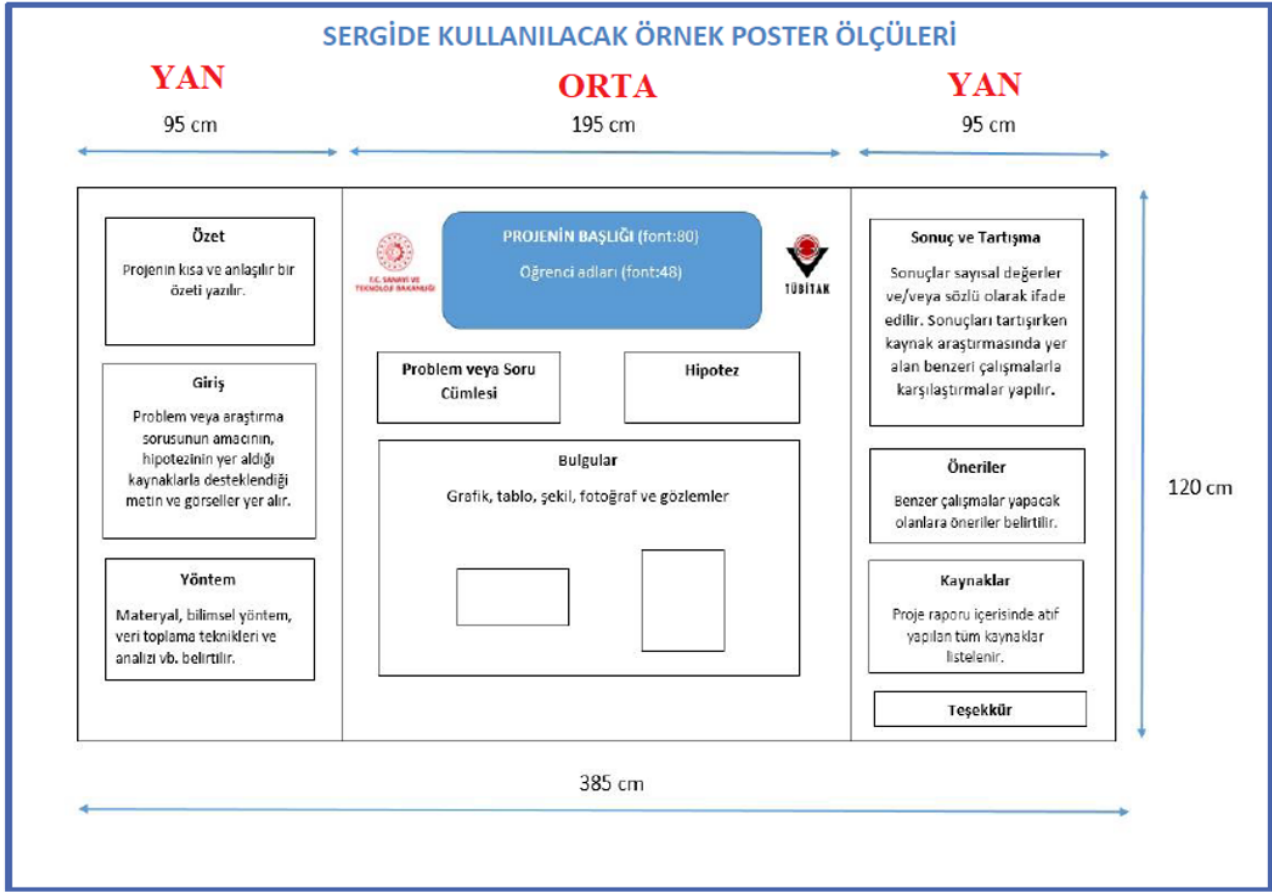 SERGİDE KULLANILACAK ÖRNEK POSTER ÖLÇÜLERİ
YAN
ORTA
YAN
95 cm
195 cm
95 cm
Özet
Projenin kısa ve anlaşılır bir
özeti yazılır.
Giriş
Problem veya araştırma
sorusunun amacının,
hipotezinin yer aldığı
kaynaklarla desteklendiği
metin ve görseller yer alır.
Yöntem
Materyal, bilimsel yöntem,
veri toplama teknikleri ve
analizi vb. belirtilir.
T.C. SANAYİ VE
TEKNOLOJİ BAKANLIĞI
PROJENİN BAŞLIĞI (font:80)
Öğrenci adları (font:48)
TÜBİTAK
Problem veya Soru
Cümlesi
Hipotez
Bulgular
Grafik, tablo, şekil, fotoğraf ve gözlemler
Sonuç ve Tartışma
Sonuçlar sayısal değerler
ve/veya sözlü olarak ifade
edilir. Sonuçları tartışırken
kaynak araştırmasında yer
alan benzeri çalışmalarla
karşılaştırmalar yapılır.
Öneriler
Benzer çalışmalar yapacak
olanlara öneriler belirtilir.
Kaynaklar
Proje raporu içerisinde atıf
yapılan tüm kaynaklar
listelenir.
Teşekkür
120 cm
385 cm